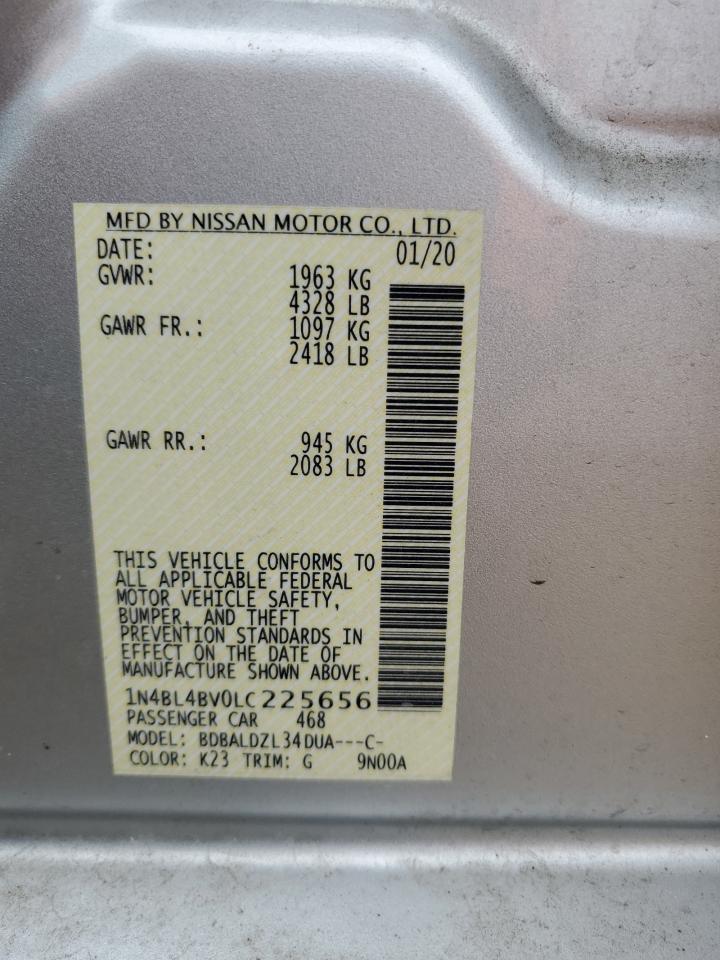 MFD BY NISSAN MOTOR CO., LTD.
DATE: 01/20
GVWR: 1963 KG
4328 LB
GAWR FR.: 1097 KG
2418 LB
GAWR RR.: 945 KG
2083 LB
THIS VEHICLE CONFORMS TO
ALL APPLICABLE FEDERAL
MOTOR VEHICLE SAFETY,
BUMPER, AND THEFT
PREVENTION STANDARDS IN
EFFECT ON THE DATE OF
MANUFACTURE SHOWN ABOVE.
1N4BL4BV0LC225656
PASSENGER CAR 468
MODEL: BDBALDZL34DUA---C-
COLOR: K23 TRIM: G 9N00A